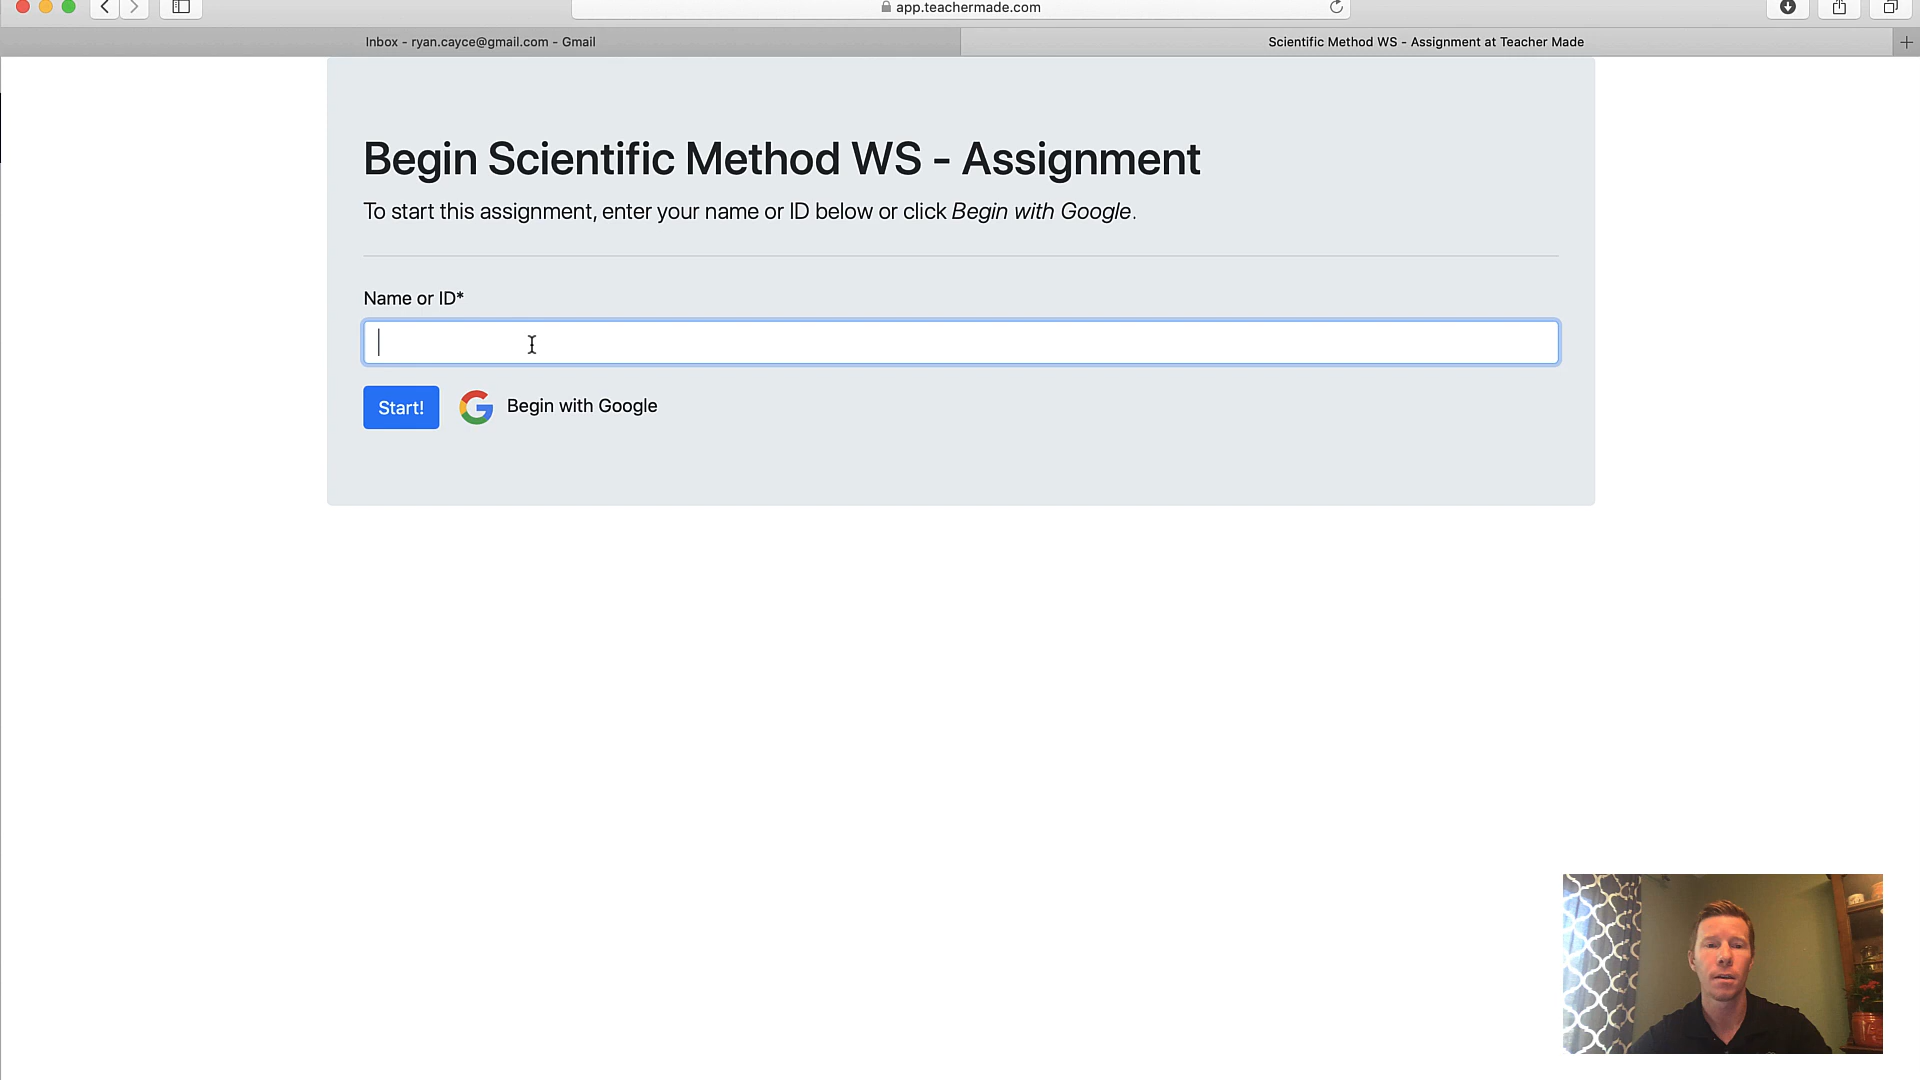 app.teachermade.com
Inbox - ryan.cayce@gmail.com - Gmail
Scientific Method WS - Assignment at Teacher Made
Begin Scientific Method WS - Assignment
To start this assignment, enter your name or ID below or click Begin with Google.
Name or ID*
Start!
Begin with Google